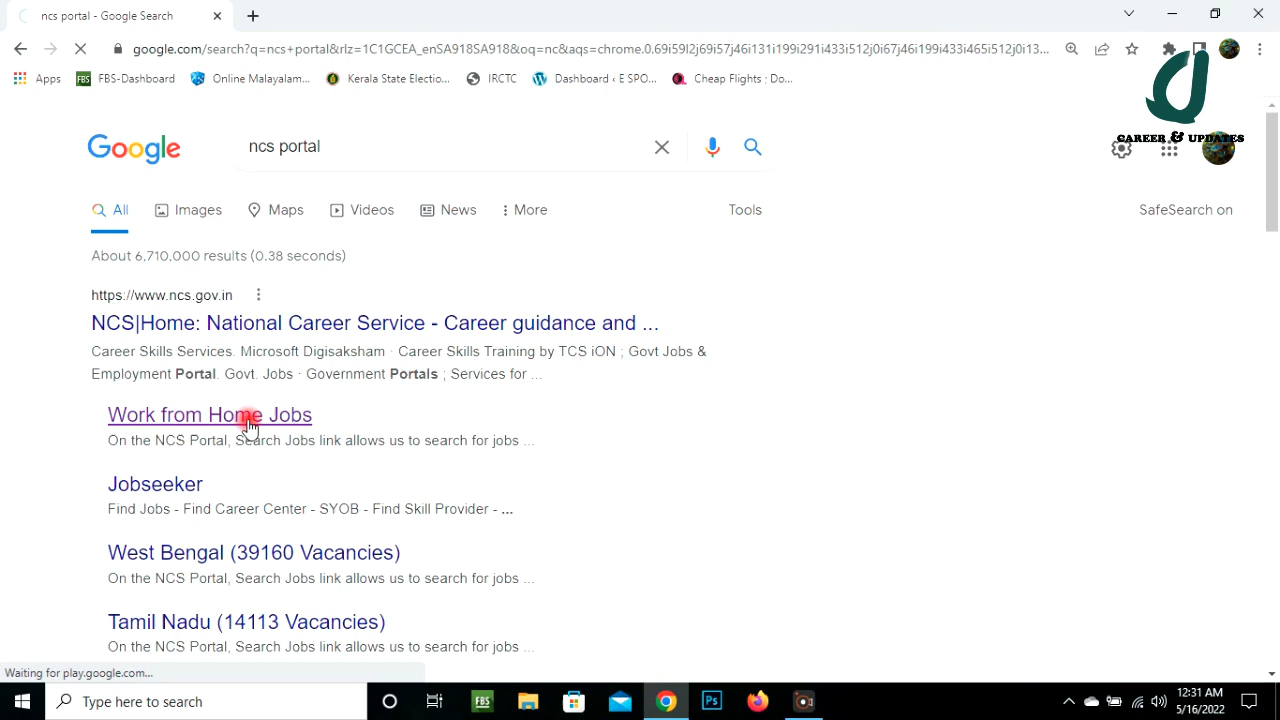 ncs portal - Google Search
google.com/search?q=ncs+portal&rlz=1C1GCEA_enSA918SA918&oq=nc&aqs=chrome.0.69i59l2j69i57j46i131i199i291i433i512j0i67j46i199i433i465i512j0i13...
Apps FBS-Dashboard Online Malayalam... Kerala State Electio... IRCTC Dashboard ‹ E SPO... Cheap Flights ; Do...
CAREER & UPDATES
Google ncs portal
All Images Maps Videos News More Tools SafeSearch on
About 6,710,000 results (0.38 seconds)
https://www.ncs.gov.in
NCS|Home: National Career Service - Career guidance and ...
Career Skills Services. Microsoft Digisaksham · Career Skills Training by TCS iON ; Govt Jobs &
Employment Portal. Govt. Jobs · Government Portals ; Services for ...
Work from Home Jobs
On the NCS Portal, Search Jobs link allows us to search for jobs ...
Jobseeker
Find Jobs - Find Career Center - SYOB - Find Skill Provider - ...
West Bengal (39160 Vacancies)
On the NCS Portal, Search Jobs link allows us to search for jobs ...
Tamil Nadu (14113 Vacancies)
On the NCS Portal, Search Jobs link allows us to search for jobs ...
Waiting for play.google.com...
Type here to search
FBS
Ps
12:31 AM
5/16/2022